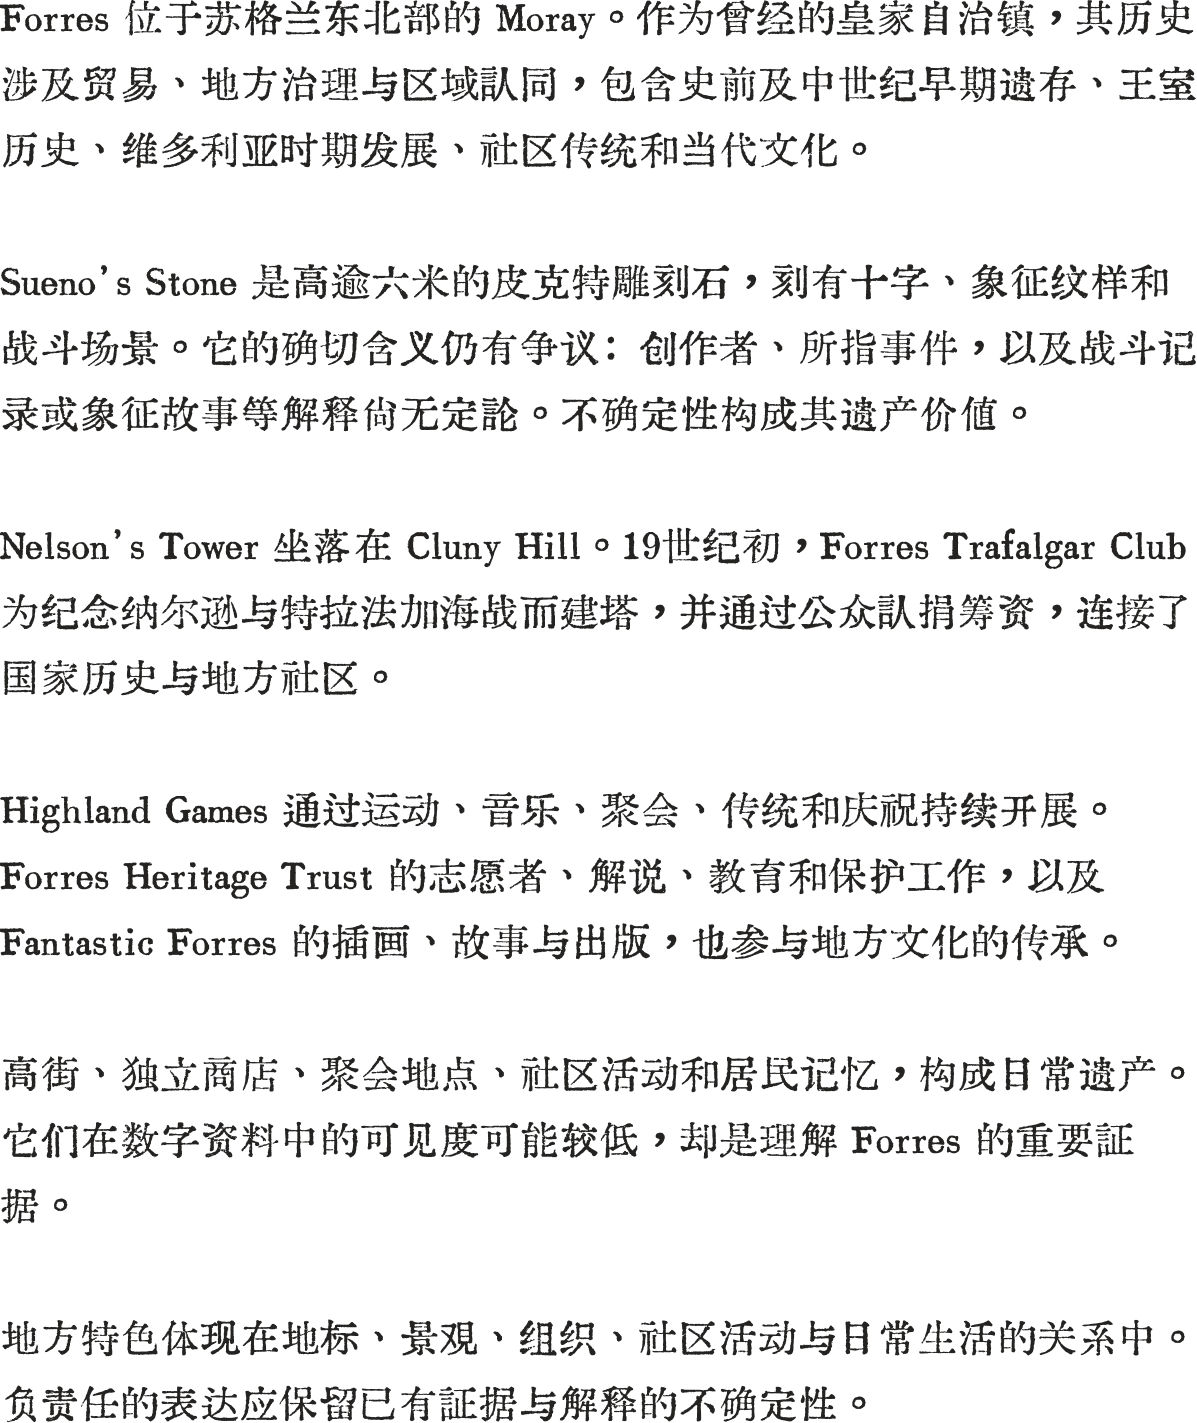 Forres 位于苏格兰东北部的 Moray。作为曾经的皇家自治镇，其历史
涉及贸易、地方治理与区域認同，包含史前及中世纪早期遗存、王室
历史、维多利亚时期发展、社区传统和当代文化。
Sueno's Stone 是高逾六米的皮克特雕刻石，刻有十字、象征纹样和
战斗场景。它的确切含义仍有争议：创作者、所指事件，以及战斗记
录或象征故事等解释尚无定論。不确定性构成其遗产价值。
Nelson's Tower 坐落在 Cluny Hill。19世纪初，Forres Trafalgar Club
为纪念纳尔逊与特拉法加海战而建塔，并通过公众認捐筹资，连接了
国家历史与地方社区。
Highland Games 通过运动、音乐、聚会、传统和庆祝持续开展。
Forres Heritage Trust 的志愿者、解说、教育和保护工作，以及
Fantastic Forres 的插画、故事与出版，也参与地方文化的传承。
高街、独立商店、聚会地点、社区活动和居民记忆，构成日常遗产。
它们在数字资料中的可见度可能较低，却是理解 Forres 的重要証
据。
地方特色体现在地标、景观、组织、社区活动与日常生活的关系中。
负责任的表达应保留已有証据与解释的不确定性。